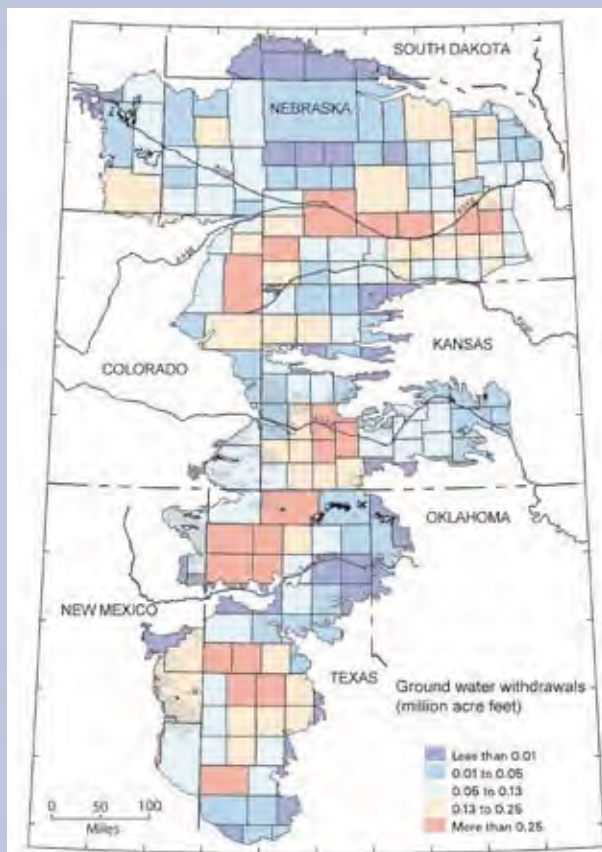 SOUTH DAKOTA
NEBRASKA
COLORADO
KANSAS
OKLAHOMA
NEW MEXICO
TEXAS
Ground water withdrawals
(million acre feet)
Less than 0.01
0.01 to 0.05
0.05 to 0.13
0.13 to 0.25
More than 0.25
0 50 100
Miles